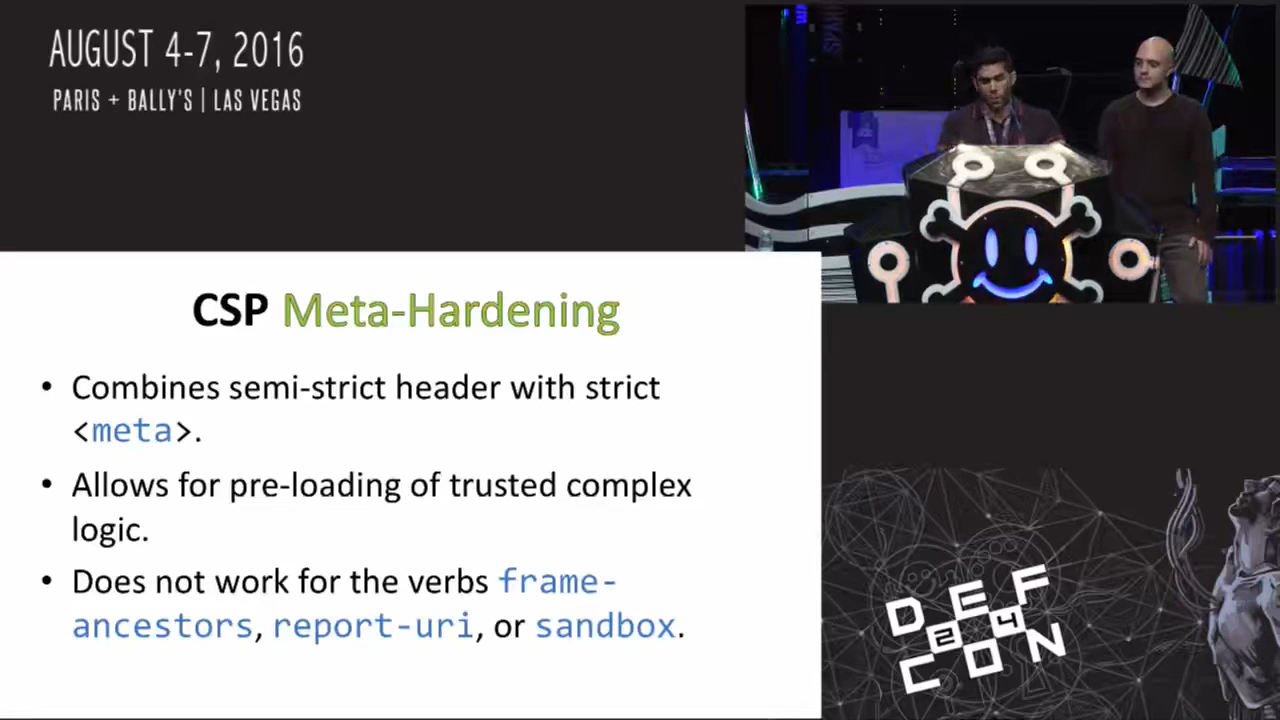 AUGUST 4-7, 2016
PARIS + BALLY'S | LAS VEGAS
CSP Meta-Hardening
• Combines semi-strict header with strict
<meta>.
• Allows for pre-loading of trusted complex
logic.
• Does not work for the verbs frame-
ancestors, report-uri, or sandbox.
DEF
24
CON